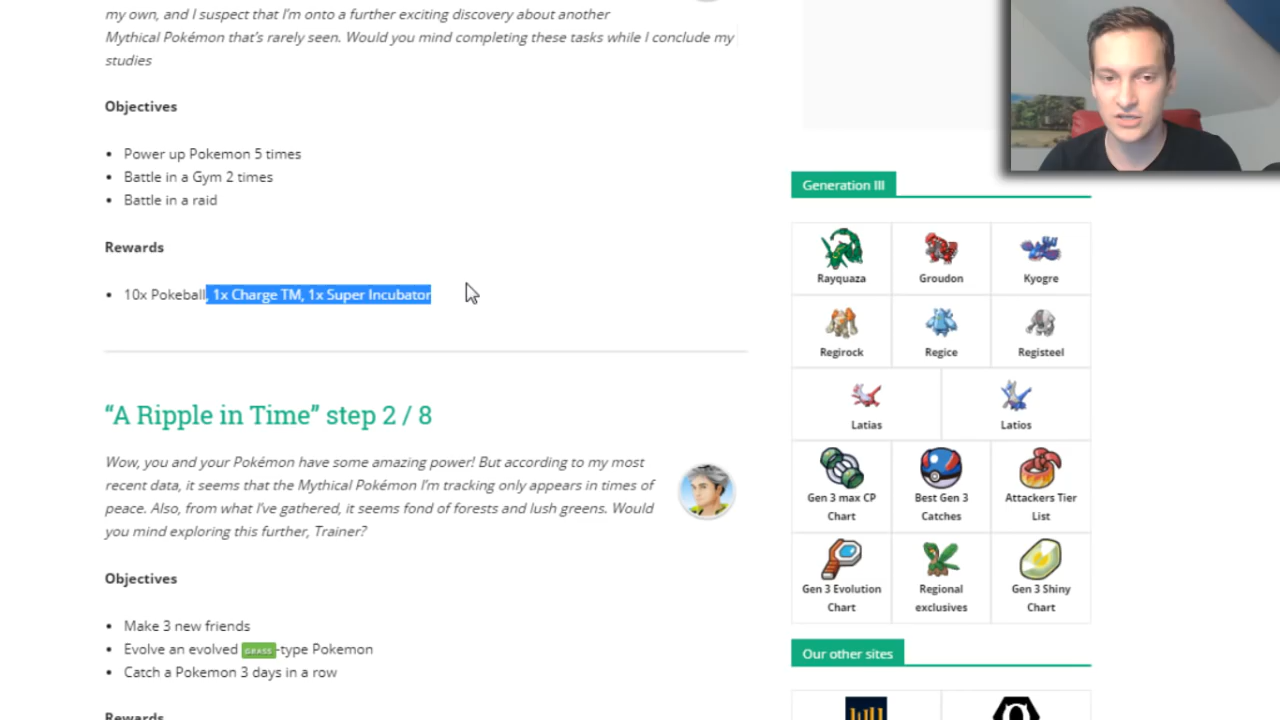 my own, and I suspect that I'm onto a further exciting discovery about another
Mythical Pokémon that's rarely seen. Would you mind completing these tasks while I conclude my
studies
Objectives
• Power up Pokemon 5 times
• Battle in a Gym 2 times
• Battle in a raid
Rewards
• 10x Pokeball, 1x Charge TM, 1x Super Incubator
“A Ripple in Time” step 2 / 8
Wow, you and your Pokémon have some amazing power! But according to my most
recent data, it seems that the Mythical Pokémon I'm tracking only appears in times of
peace. Also, from what I've gathered, it seems fond of forests and lush greens. Would
you mind exploring this further, Trainer?
Objectives
• Make 3 new friends
• Evolve an evolved GRASS-type Pokemon
• Catch a Pokemon 3 days in a row
Rewards
Generation III
Rayquaza
Groudon
Kyogre
Regirock
Regice
Registeel
Latias
Latios
Gen 3 max CP
Chart
Best Gen 3
Catches
Attackers Tier
List
Gen 3 Evolution
Chart
Regional
exclusives
Gen 3 Shiny
Chart
Our other sites